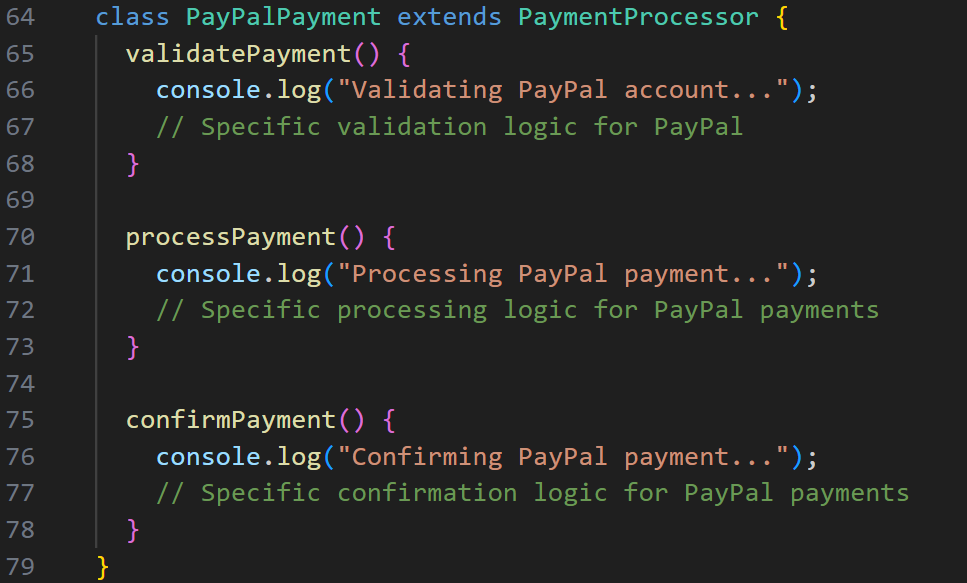 64 class PayPalPayment extends PaymentProcessor {
65   validatePayment() {
66     console.log("Validating PayPal account...");
67     // Specific validation logic for PayPal
68   }
69
70   processPayment() {
71     console.log("Processing PayPal payment...");
72     // Specific processing logic for PayPal payments
73   }
74
75   confirmPayment() {
76     console.log("Confirming PayPal payment...");
77     // Specific confirmation logic for PayPal payments
78   }
79 }